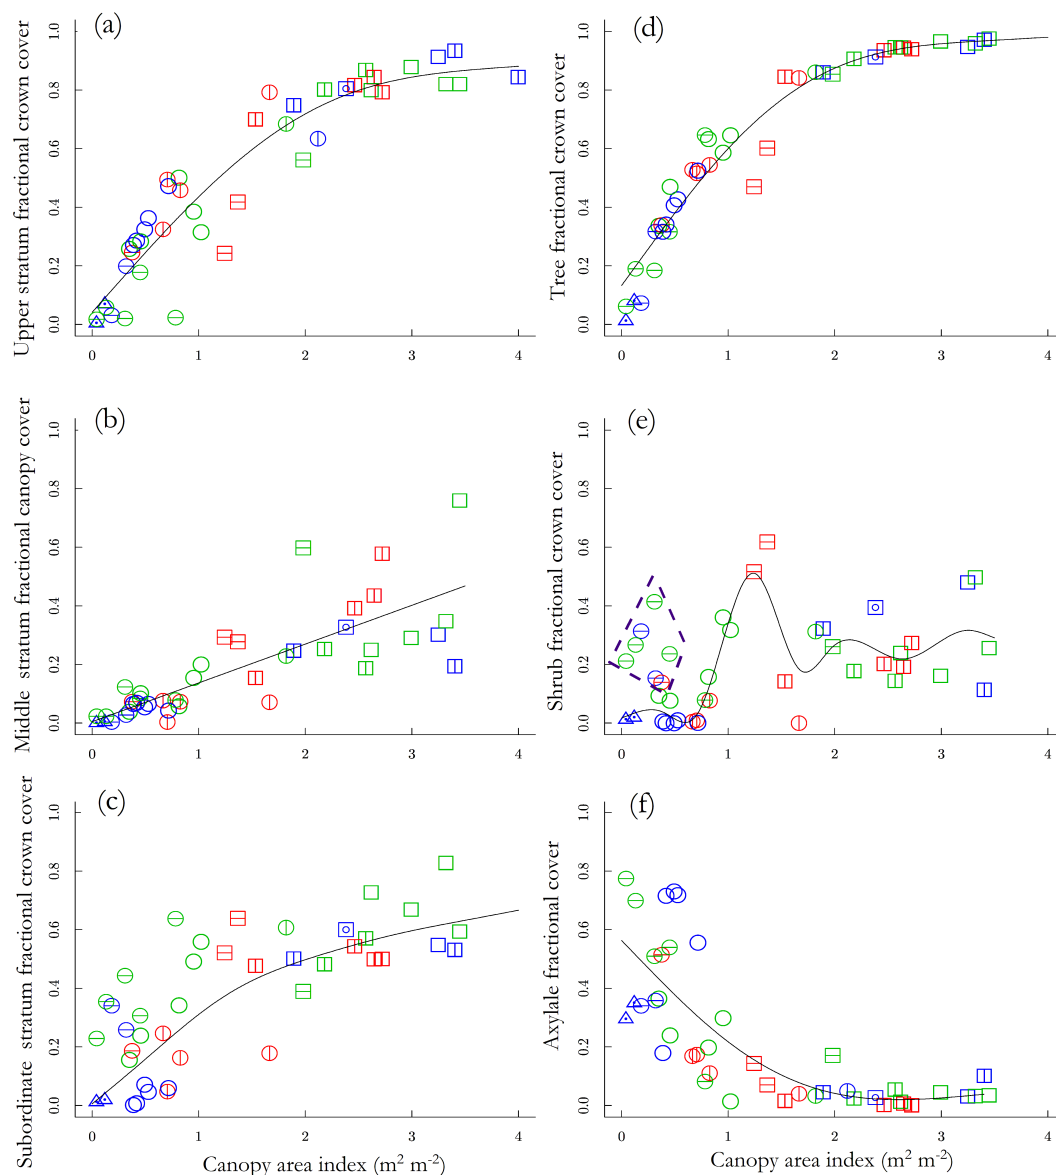 (a)
Upper stratum fractional crown cover
0.0 0.2 0.4 0.6 0.8 1.0
0 1 2 3 4
(d)
Tree fractional crown cover
0.0 0.2 0.4 0.6 0.8 1.0
0 1 2 3 4
(b)
Middle stratum fractional canopy cover
0.0 0.2 0.4 0.6 0.8 1.0
0 1 2 3 4
(e)
Shrub fractional crown cover
0.0 0.2 0.4 0.6 0.8 1.0
0 1 2 3 4
(c)
Subordinate stratum fractional crown cover
0.0 0.2 0.4 0.6 0.8 1.0
0 1 2 3 4
Canopy area index (m² m⁻²)
(f)
Axylale fractional cover
0.0 0.2 0.4 0.6 0.8 1.0
0 1 2 3 4
Canopy area index (m² m⁻²)